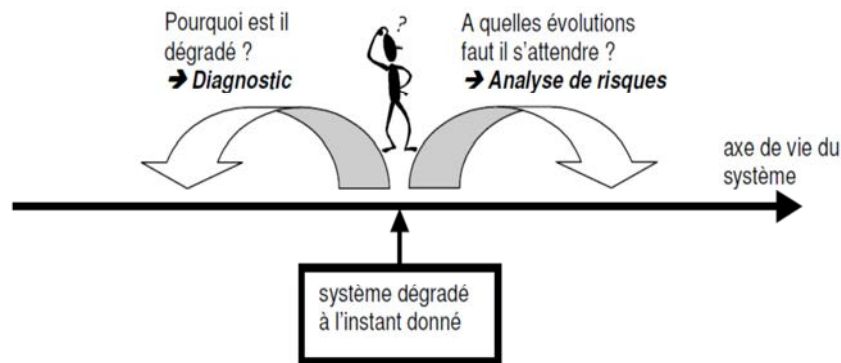 Pourquoi est il
dégradé ?
➔ Diagnostic
?
A quelles évolutions
faut il s'attendre ?
➔ Analyse de risques
axe de vie du
système
système dégradé
à l'instant donné